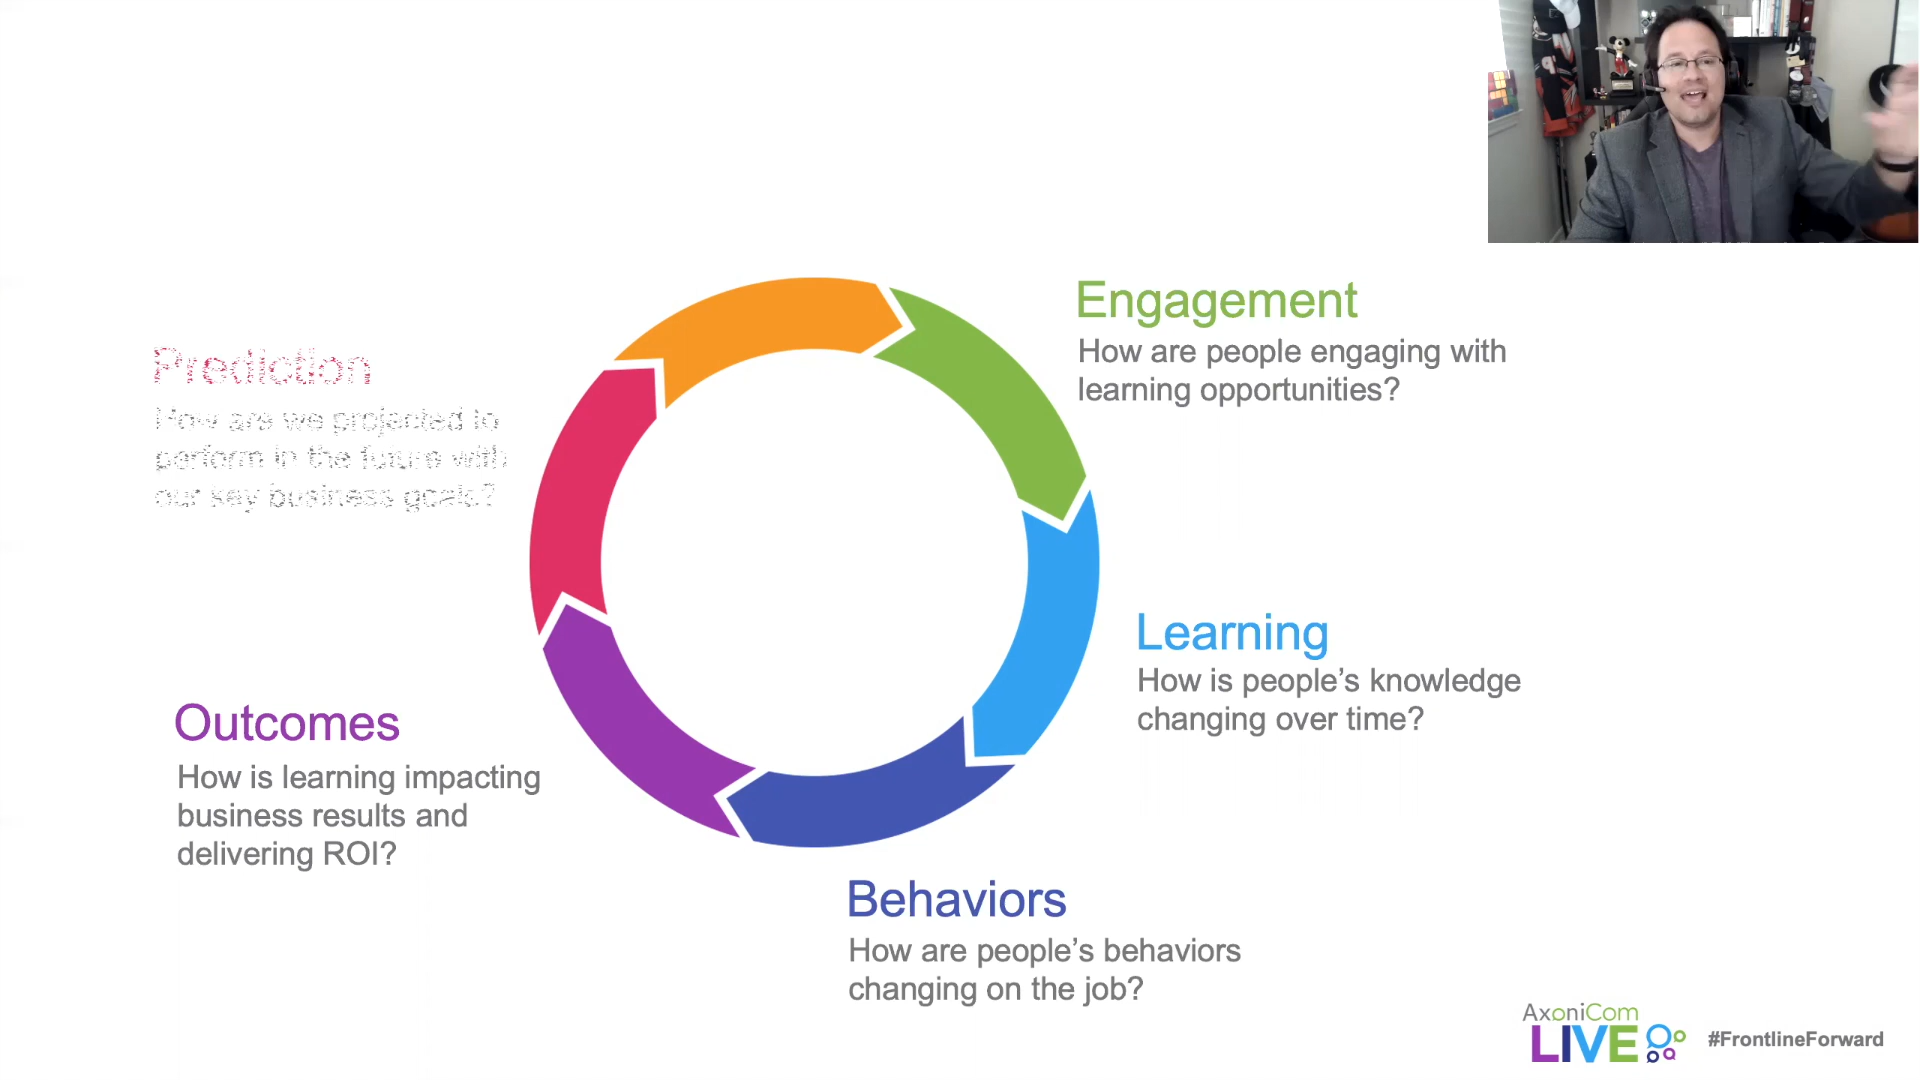 Engagement
How are people engaging with
learning opportunities?
Prediction
How are we projected to
perform in the future with
our key business goals?
Learning
How is people's knowledge
changing over time?
Outcomes
How is learning impacting
business results and
delivering ROI?
Behaviors
How are people's behaviors
changing on the job?
AxoniCom
LIVE
#FrontlineForward